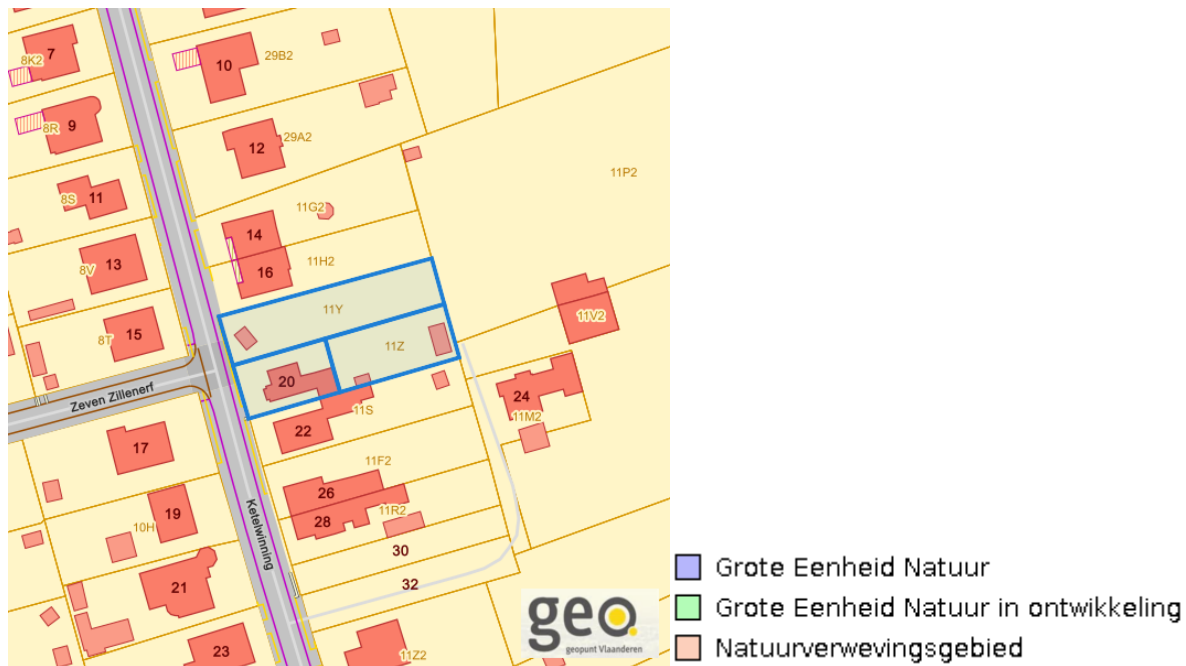 7
8K2
10
29B2
9
8R
12
29A2
11P2
11
8S
11G2
14
13
8V
16
11H2
11Y
11V2
15
8T
11Z
20
24
Zeven Zillenerf
11S
11M2
22
17
11F2
26
19
10H
28
11R2
Ketelwinning
30
32
21
23
11Z2
geo
geopunt Vlaanderen
Grote Eenheid Natuur
Grote Eenheid Natuur in ontwikkeling
Natuurverwevingsgebied